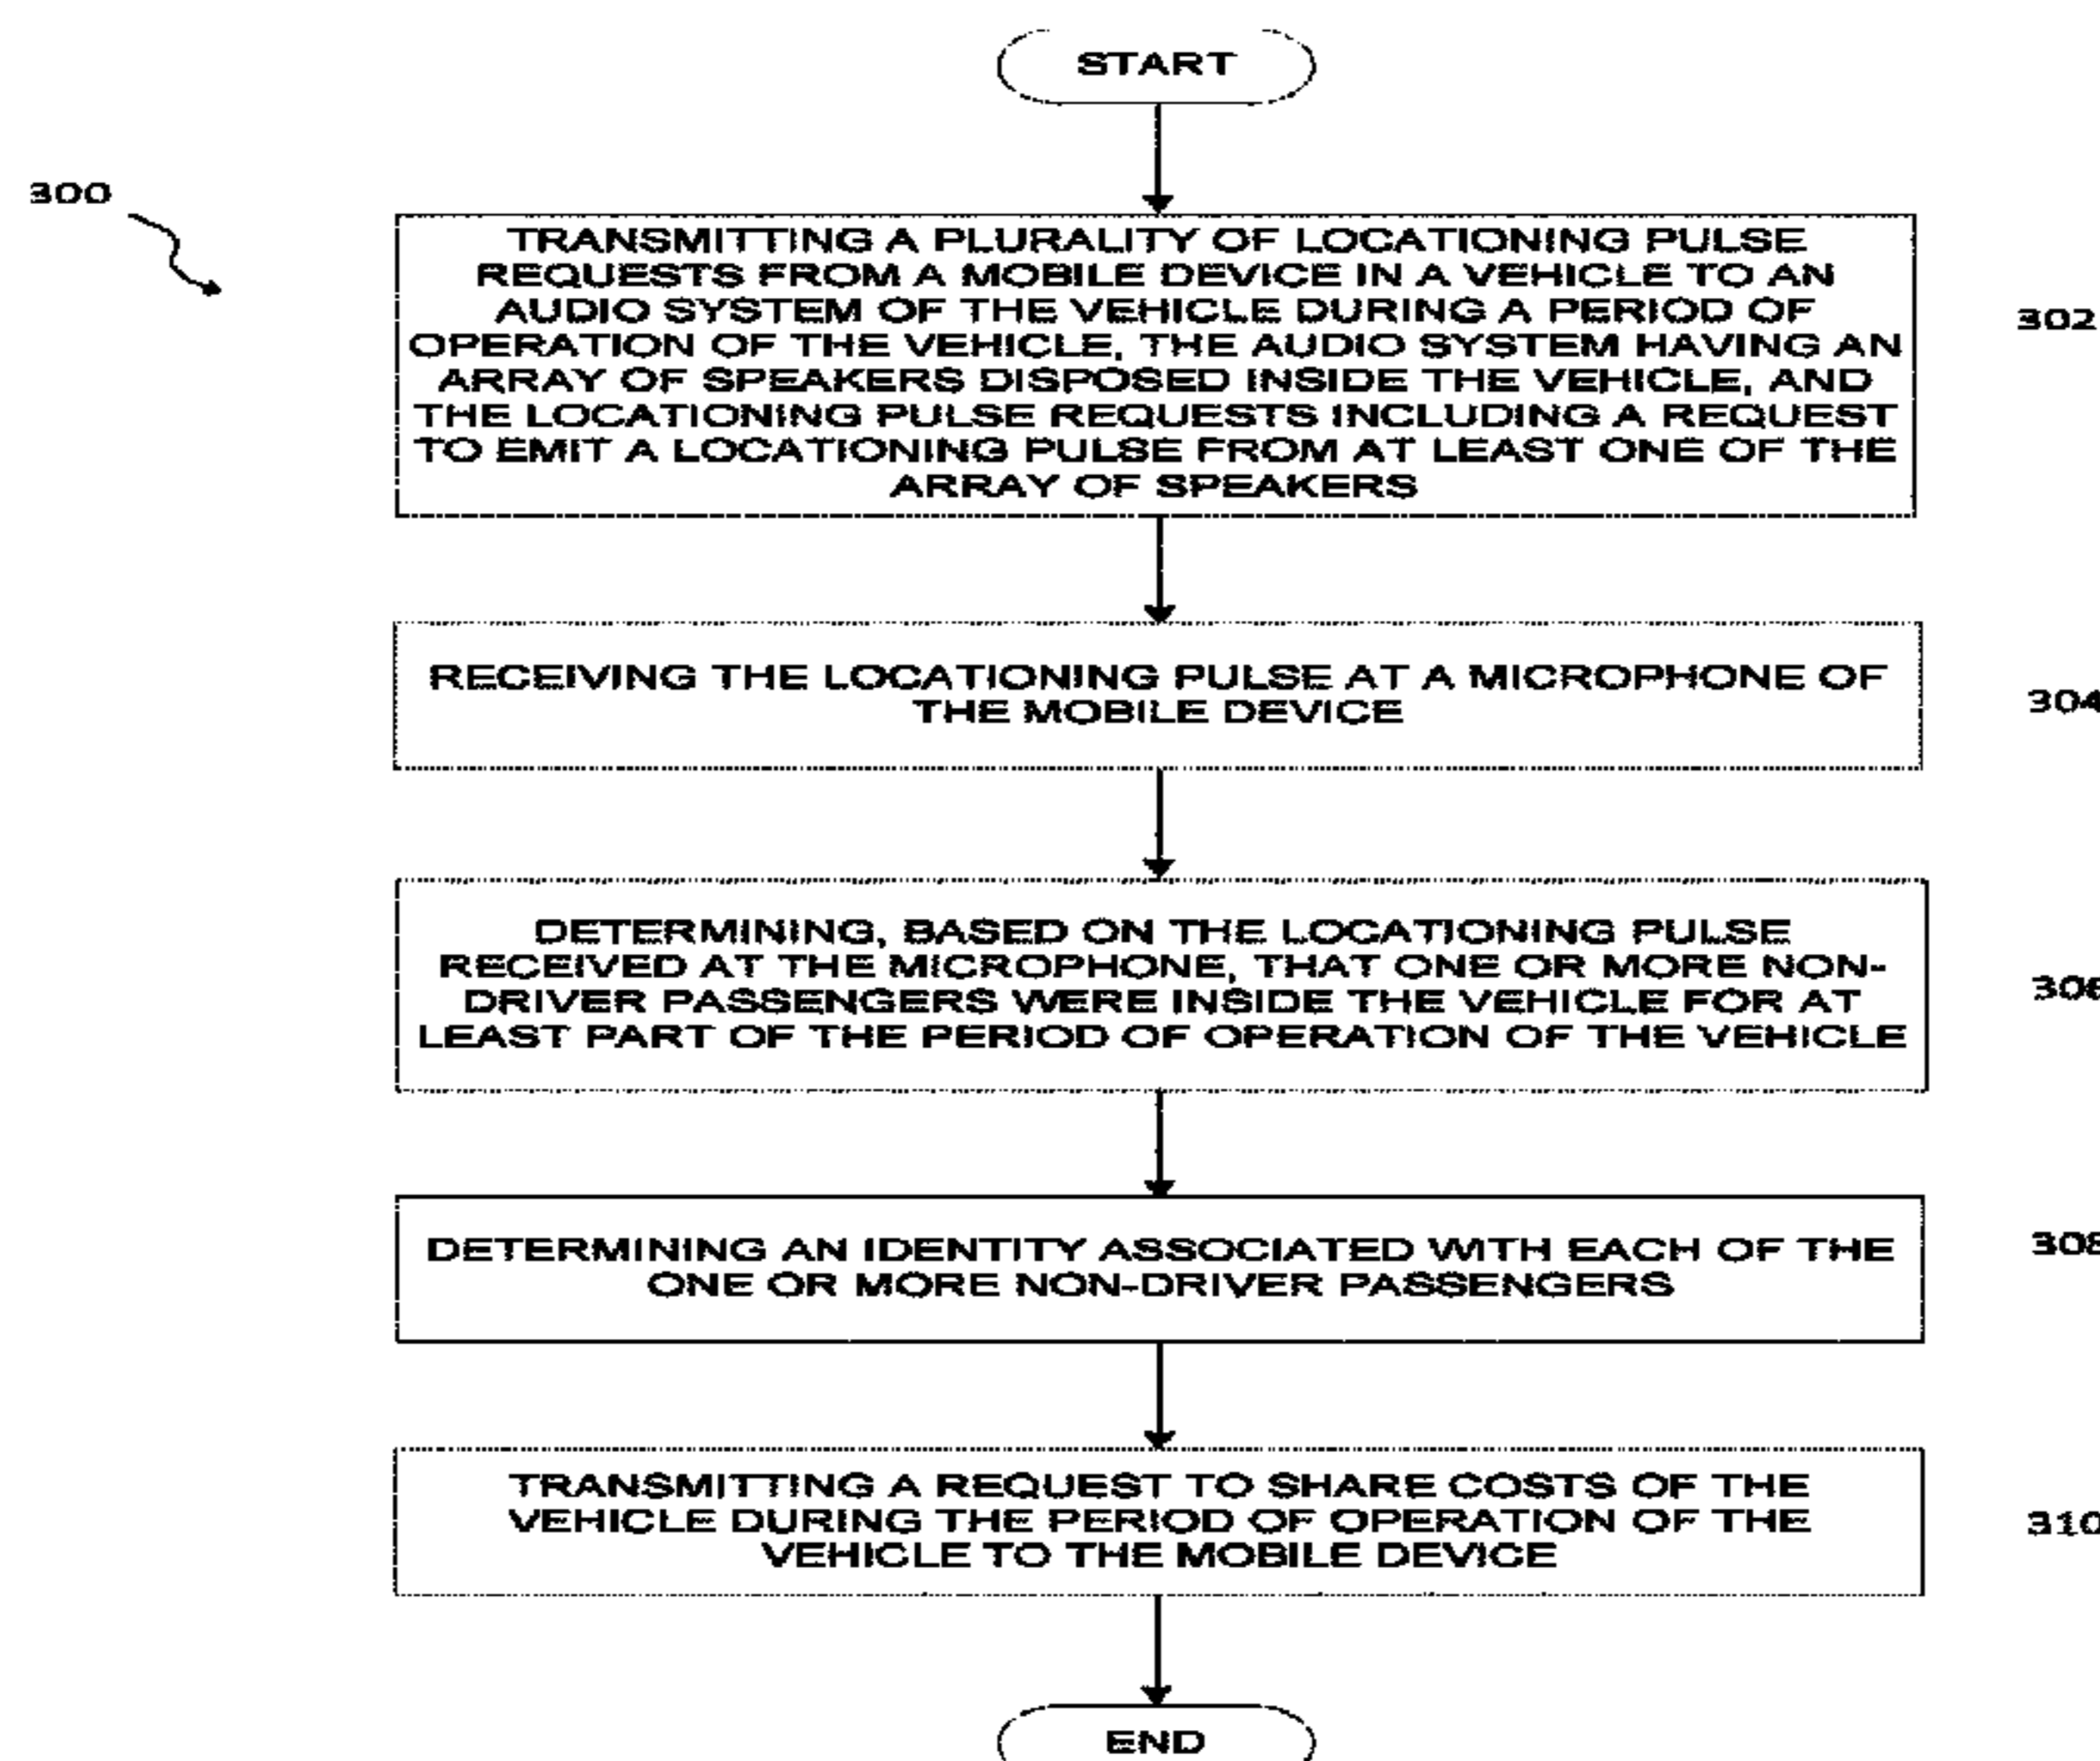 START
300
TRANSMITTING A PLURALITY OF LOCATIONING PULSE
REQUESTS FROM A MOBILE DEVICE IN A VEHICLE TO AN
AUDIO SYSTEM OF THE VEHICLE DURING A PERIOD OF
OPERATION OF THE VEHICLE, THE AUDIO SYSTEM HAVING AN
ARRAY OF SPEAKERS DISPOSED INSIDE THE VEHICLE, AND
THE LOCATIONING PULSE REQUESTS INCLUDING A REQUEST
TO EMIT A LOCATIONING PULSE FROM AT LEAST ONE OF THE
ARRAY OF SPEAKERS
302
RECEIVING THE LOCATIONING PULSE AT A MICROPHONE OF
THE MOBILE DEVICE
304
DETERMINING, BASED ON THE LOCATIONING PULSE
RECEIVED AT THE MICROPHONE, THAT ONE OR MORE NON-
DRIVER PASSENGERS WERE INSIDE THE VEHICLE FOR AT
LEAST PART OF THE PERIOD OF OPERATION OF THE VEHICLE
306
DETERMINING AN IDENTITY ASSOCIATED WITH EACH OF THE
ONE OR MORE NON-DRIVER PASSENGERS
308
TRANSMITTING A REQUEST TO SHARE COSTS OF THE
VEHICLE DURING THE PERIOD OF OPERATION OF THE
VEHICLE TO THE MOBILE DEVICE
310
END